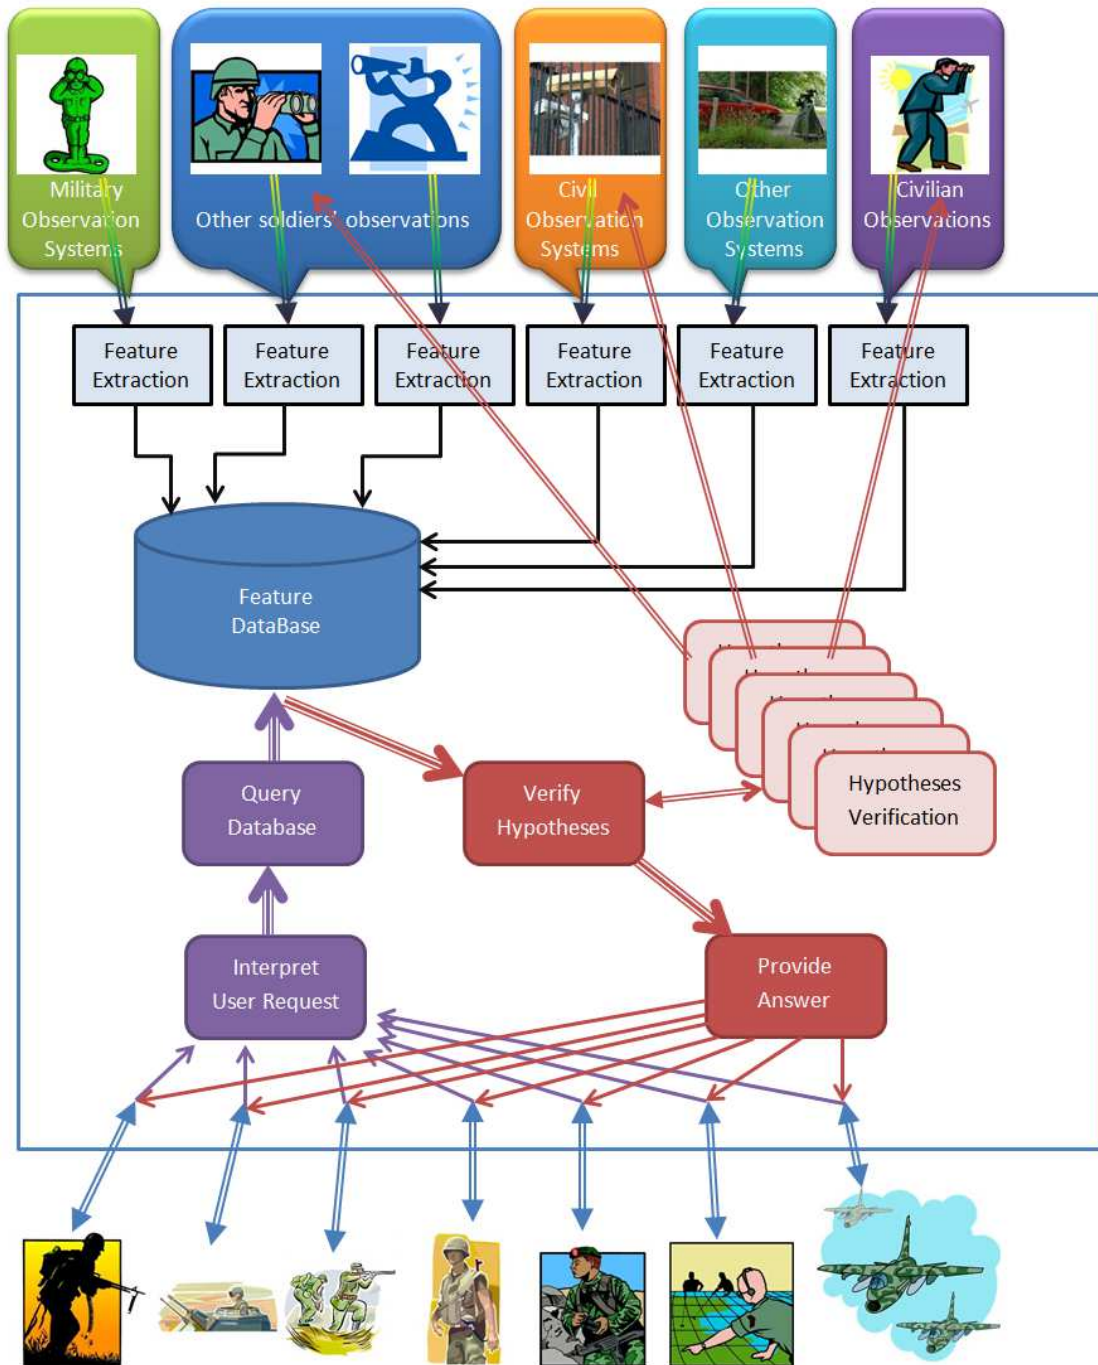 Military
Observation
Systems
Other soldiers' observations
Civil
Observation
Systems
Other
Observation
Systems
Civilian
Observations
Feature
Extraction
Feature
Extraction
Feature
Extraction
Feature
Extraction
Feature
Extraction
Feature
Extraction
Feature
DataBase
Query
Database
Verify
Hypotheses
Hypotheses
Verification
Interpret
User Request
Provide
Answer